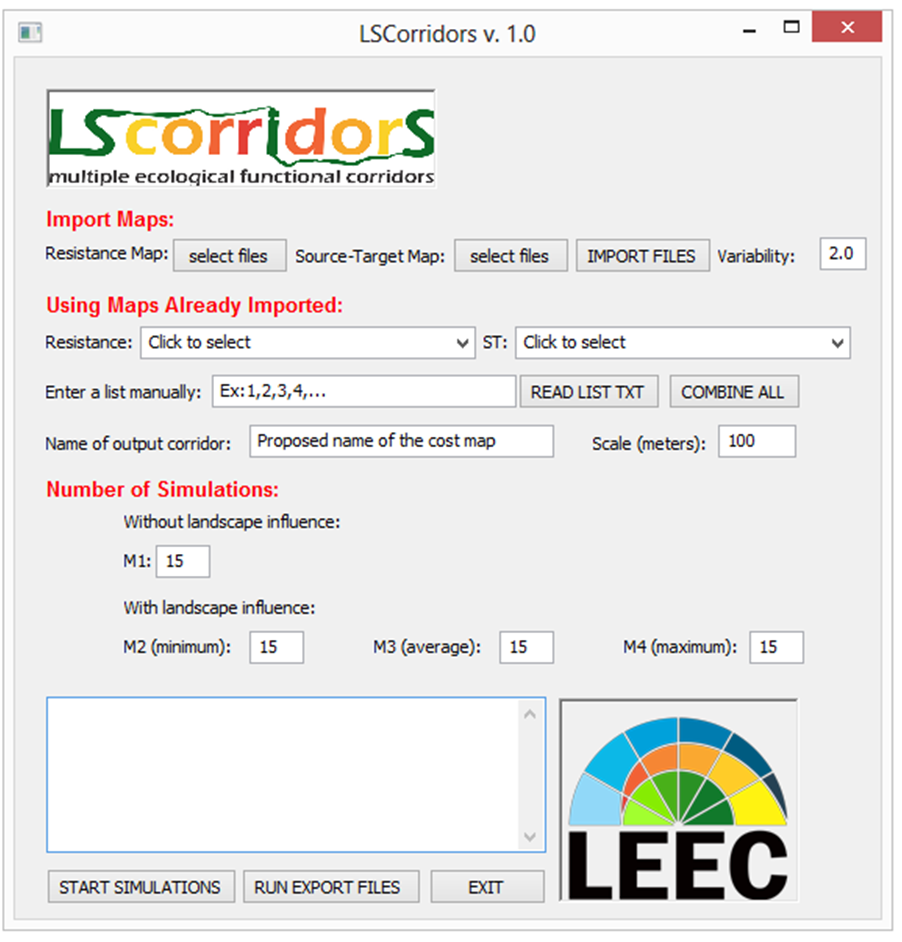 LSCorridors v. 1.0
LScorridorS
multiple ecological functional corridors
Import Maps:
Resistance Map: select files Source-Target Map: select files IMPORT FILES Variability: 2.0
Using Maps Already Imported:
Resistance: Click to select ST: Click to select
Enter a list manually: Ex:1,2,3,4,... READ LIST TXT COMBINE ALL
Name of output corridor: Proposed name of the cost map Scale (meters): 100
Number of Simulations:
Without landscape influence:
M1: 15
With landscape influence:
M2 (minimum): 15 M3 (average): 15 M4 (maximum): 15
LEEC
START SIMULATIONS RUN EXPORT FILES EXIT